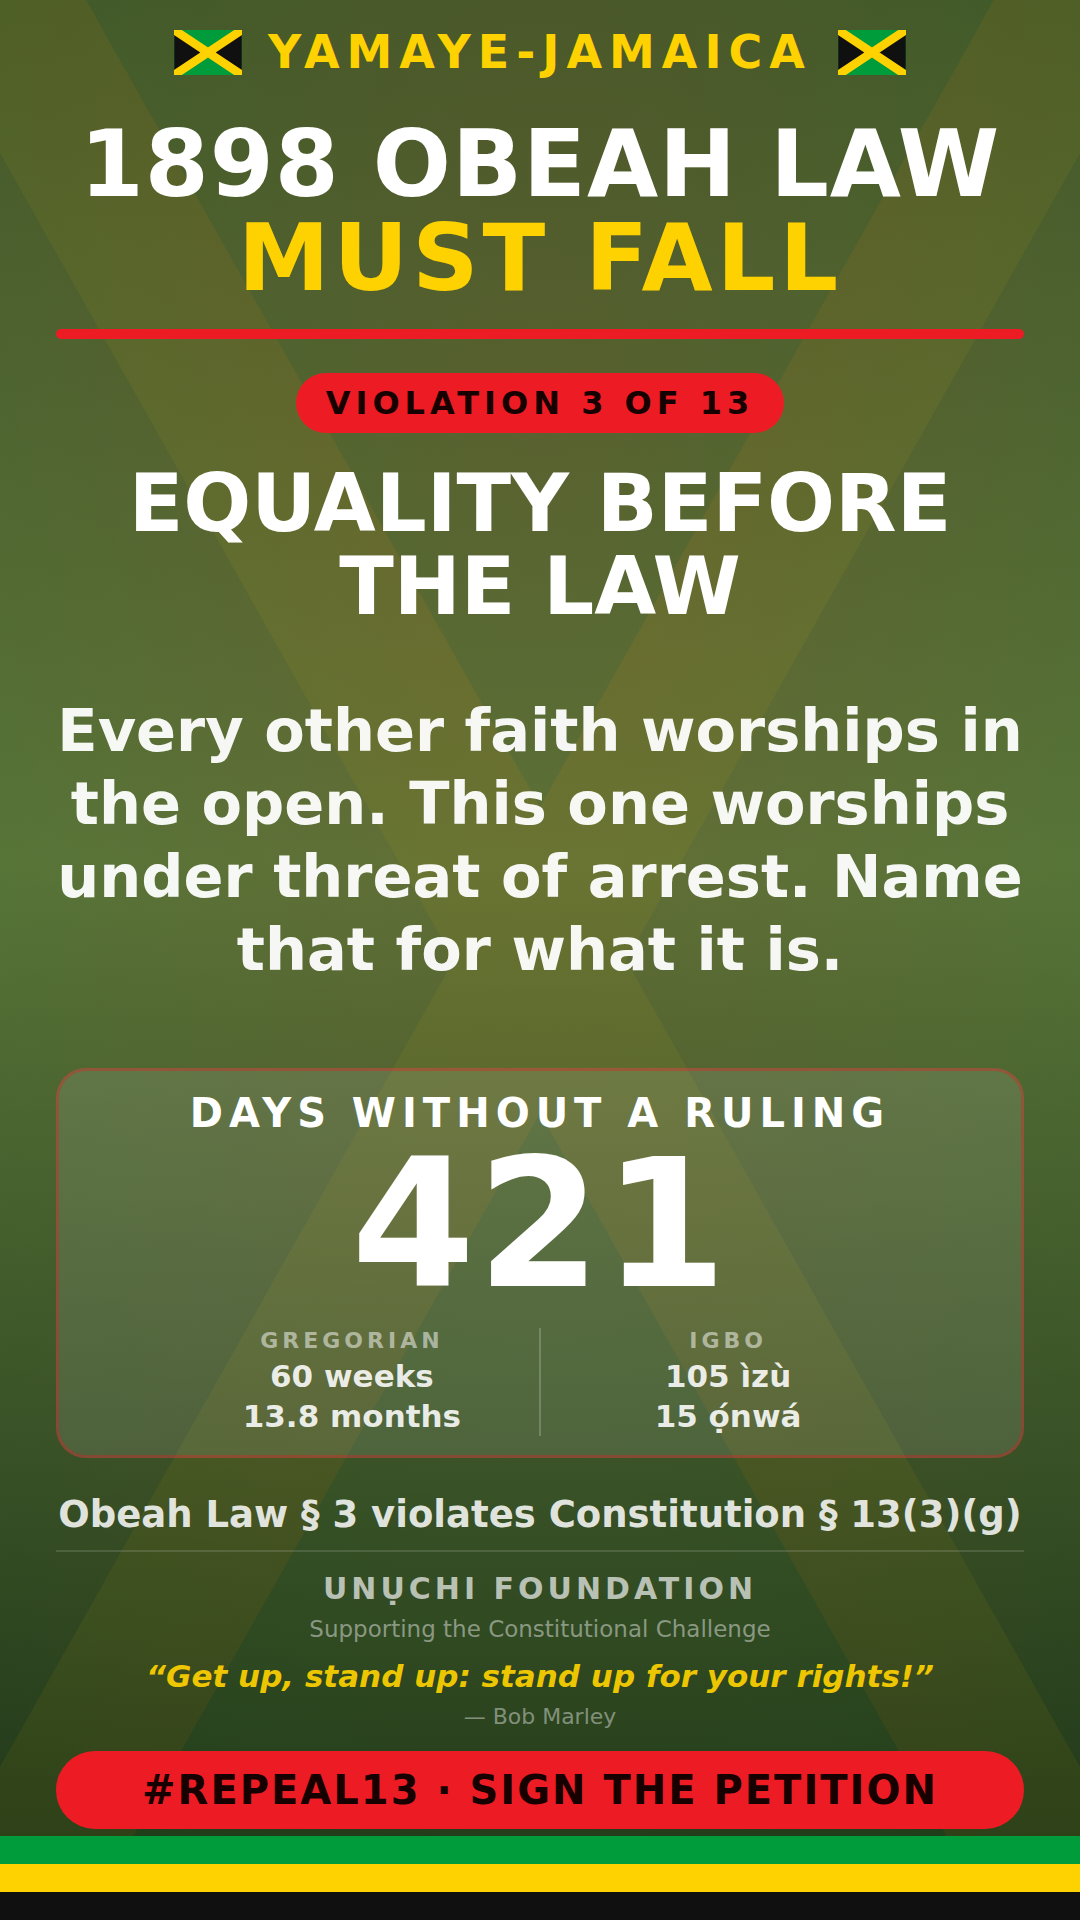 YAMAYE-JAMAICA
1898 OBEAH LAW
MUST FALL
VIOLATION 3 OF 13
EQUALITY BEFORE
THE LAW
Every other faith worships in
the open. This one worships
under threat of arrest. Name
that for what it is.
DAYS WITHOUT A RULING
421
GREGORIAN
60 weeks
13.8 months
IGBO
105 ìzù
15 ọ́nwá
Obeah Law § 3 violates Constitution § 13(3)(g)
UNỤCHI FOUNDATION
Supporting the Constitutional Challenge
“Get up, stand up: stand up for your rights!”
— Bob Marley
#REPEAL13 · SIGN THE PETITION